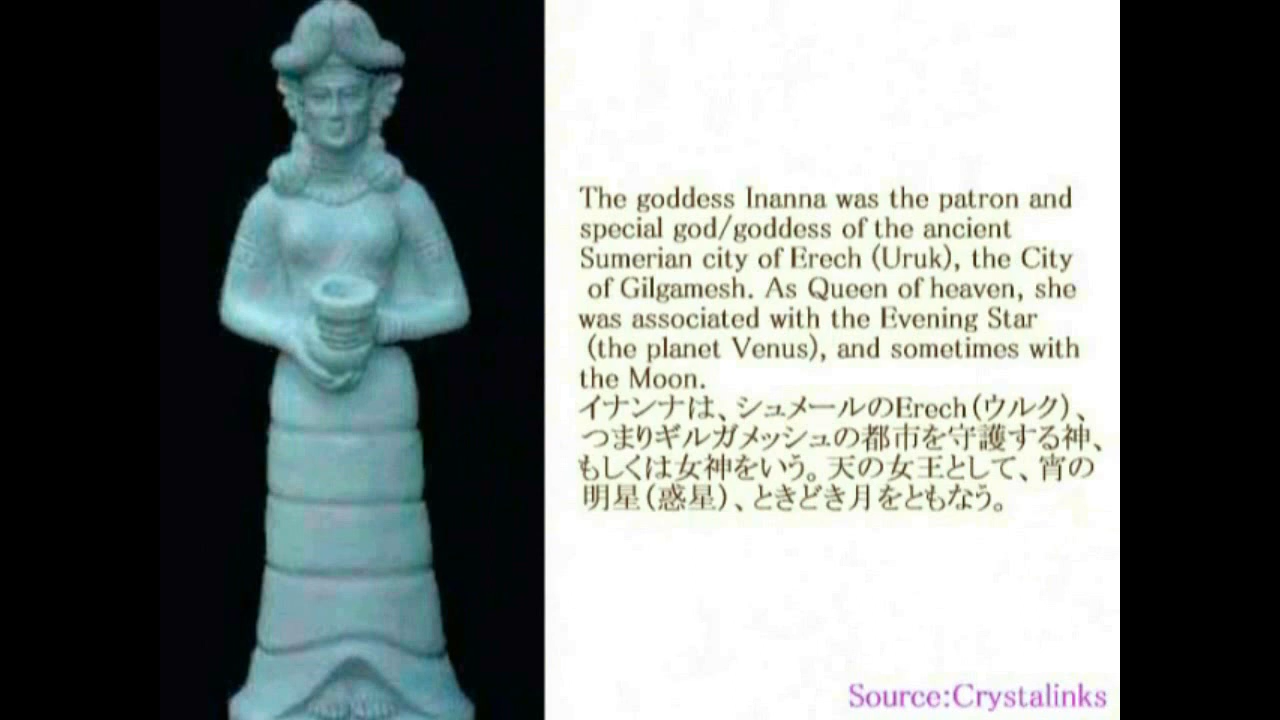 The goddess Inanna was the patron and
special god/goddess of the ancient
Sumerian city of Erech (Uruk), the City
of Gilgamesh. As Queen of heaven, she
was associated with the Evening Star
(the planet Venus), and sometimes with
the Moon.
イナンナは、シュメールのErech(ウルク)、
つまりギルガメッシュの都市を守護する神、
もしくは女神をいう。天の女王として、宵の
明星(惑星)、ときどき月をともなう。
Source:Crystalinks